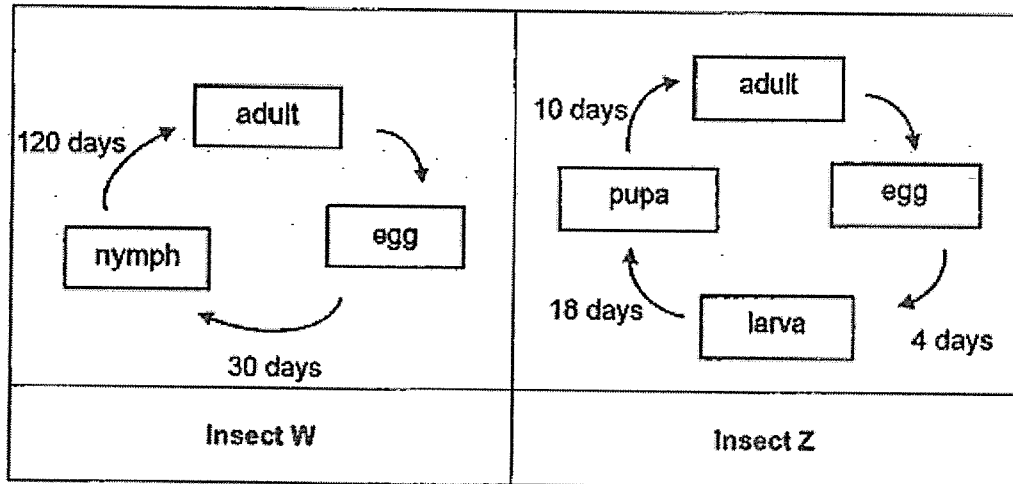 adult
120 days
nymph
egg
30 days
Insect W
adult
10 days
pupa
egg
18 days
larva
4 days
Insect Z